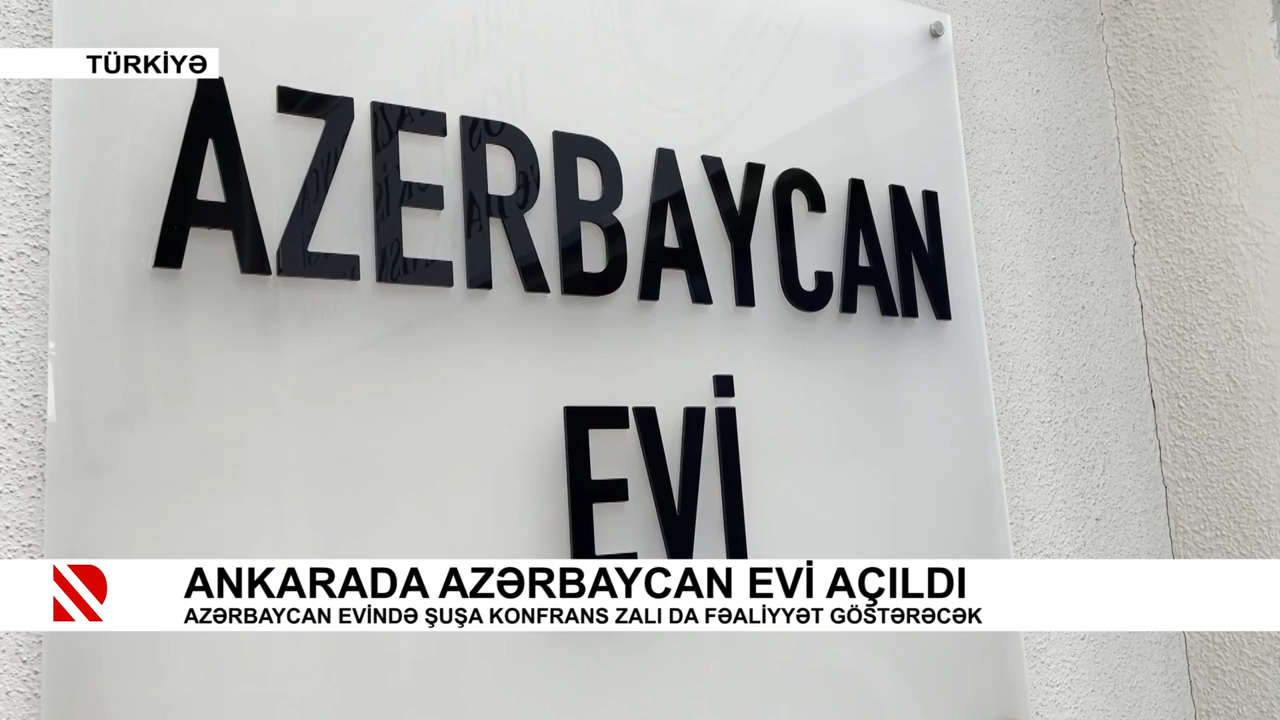 TÜRKİYƏ
AZERBAYCAN
EVİ
ANKARADA AZƏRBAYCAN EVİ AÇILDI
AZƏRBAYCAN EVİNDƏ ŞUŞA KONFRANS ZALI DA FƏALİYYƏT GÖSTƏRƏCƏK